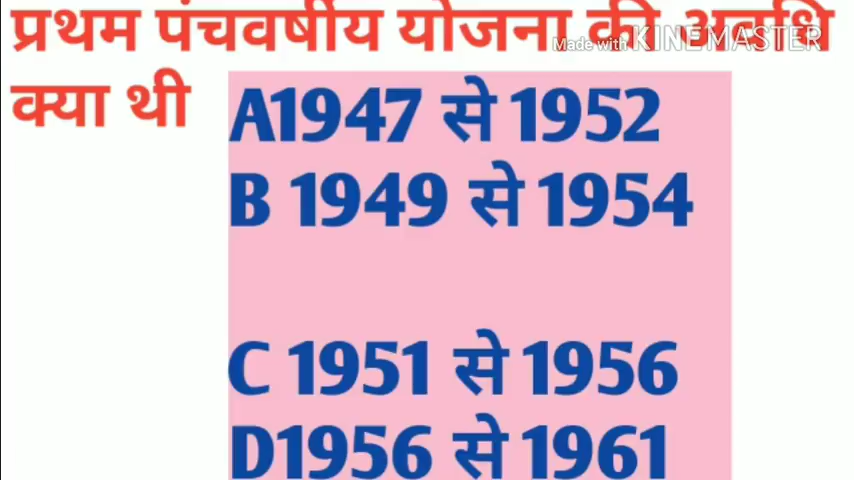 प्रथम पंचवर्षीय योजना की अवधि
Made with KINEMASTER
क्या थी
A1947 से 1952
B 1949 से 1954
C 1951 से 1956
D1956 से 1961